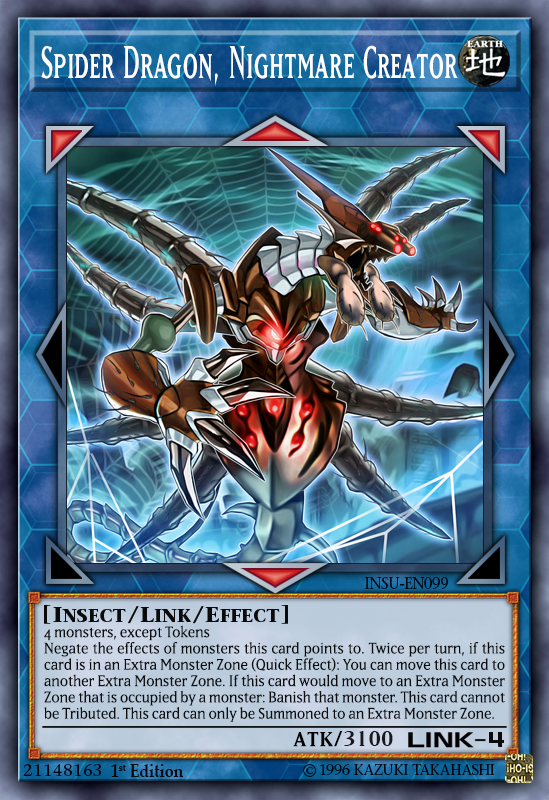 Spider Dragon, Nightmare Creator
EARTH
地
INSU-EN099
[Insect/Link/Effect]
4 monsters, except Tokens
Negate the effects of monsters this card points to. Twice per turn, if this
card is in an Extra Monster Zone (Quick Effect): You can move this card to
another Extra Monster Zone. If this card would move to an Extra Monster
Zone that is occupied by a monster: Banish that monster. This card cannot
be Tributed. This card can only be Summoned to an Extra Monster Zone.
ATK/3100 LINK-4
21148163 1st Edition
© 1996 KAZUKI TAKAHASHI